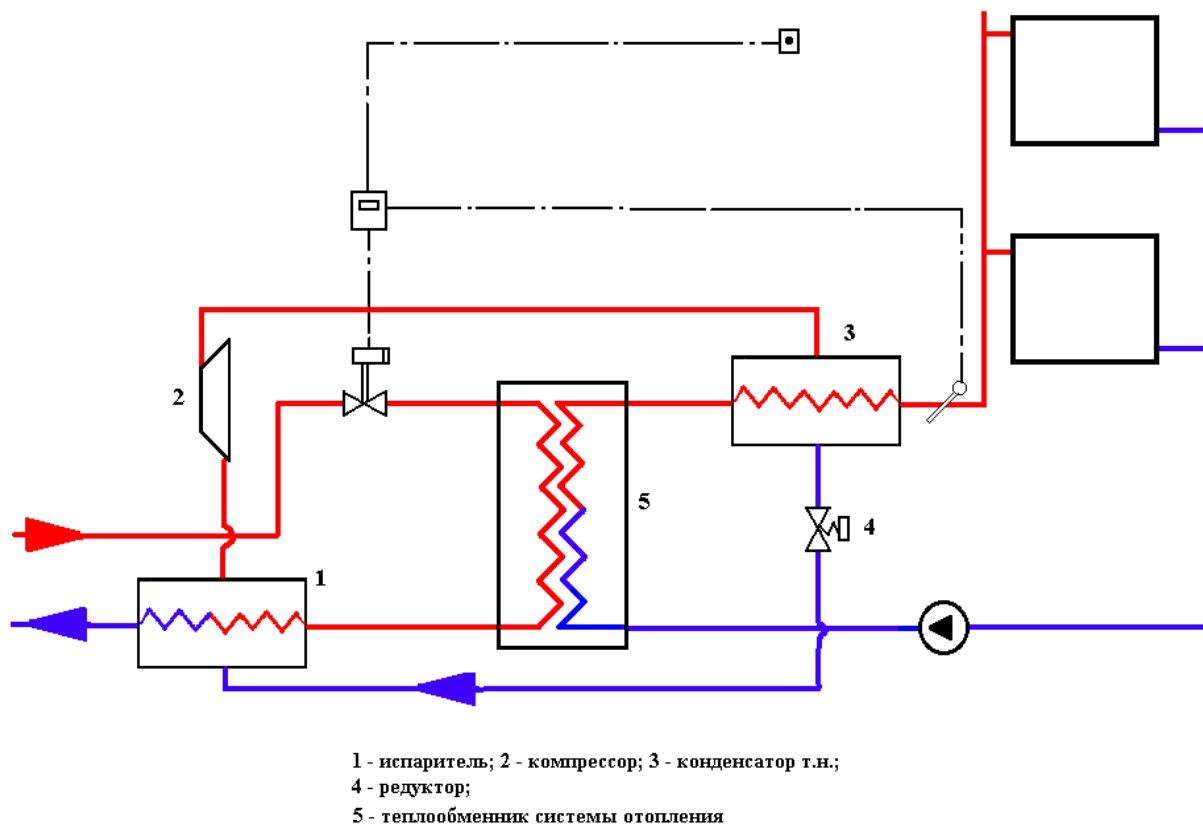 3
2
5
4
1
1 - испаритель; 2 - компрессор; 3 - конденсатор т.н.;
4 - редуктор;
5 - теплообменник системы отопления